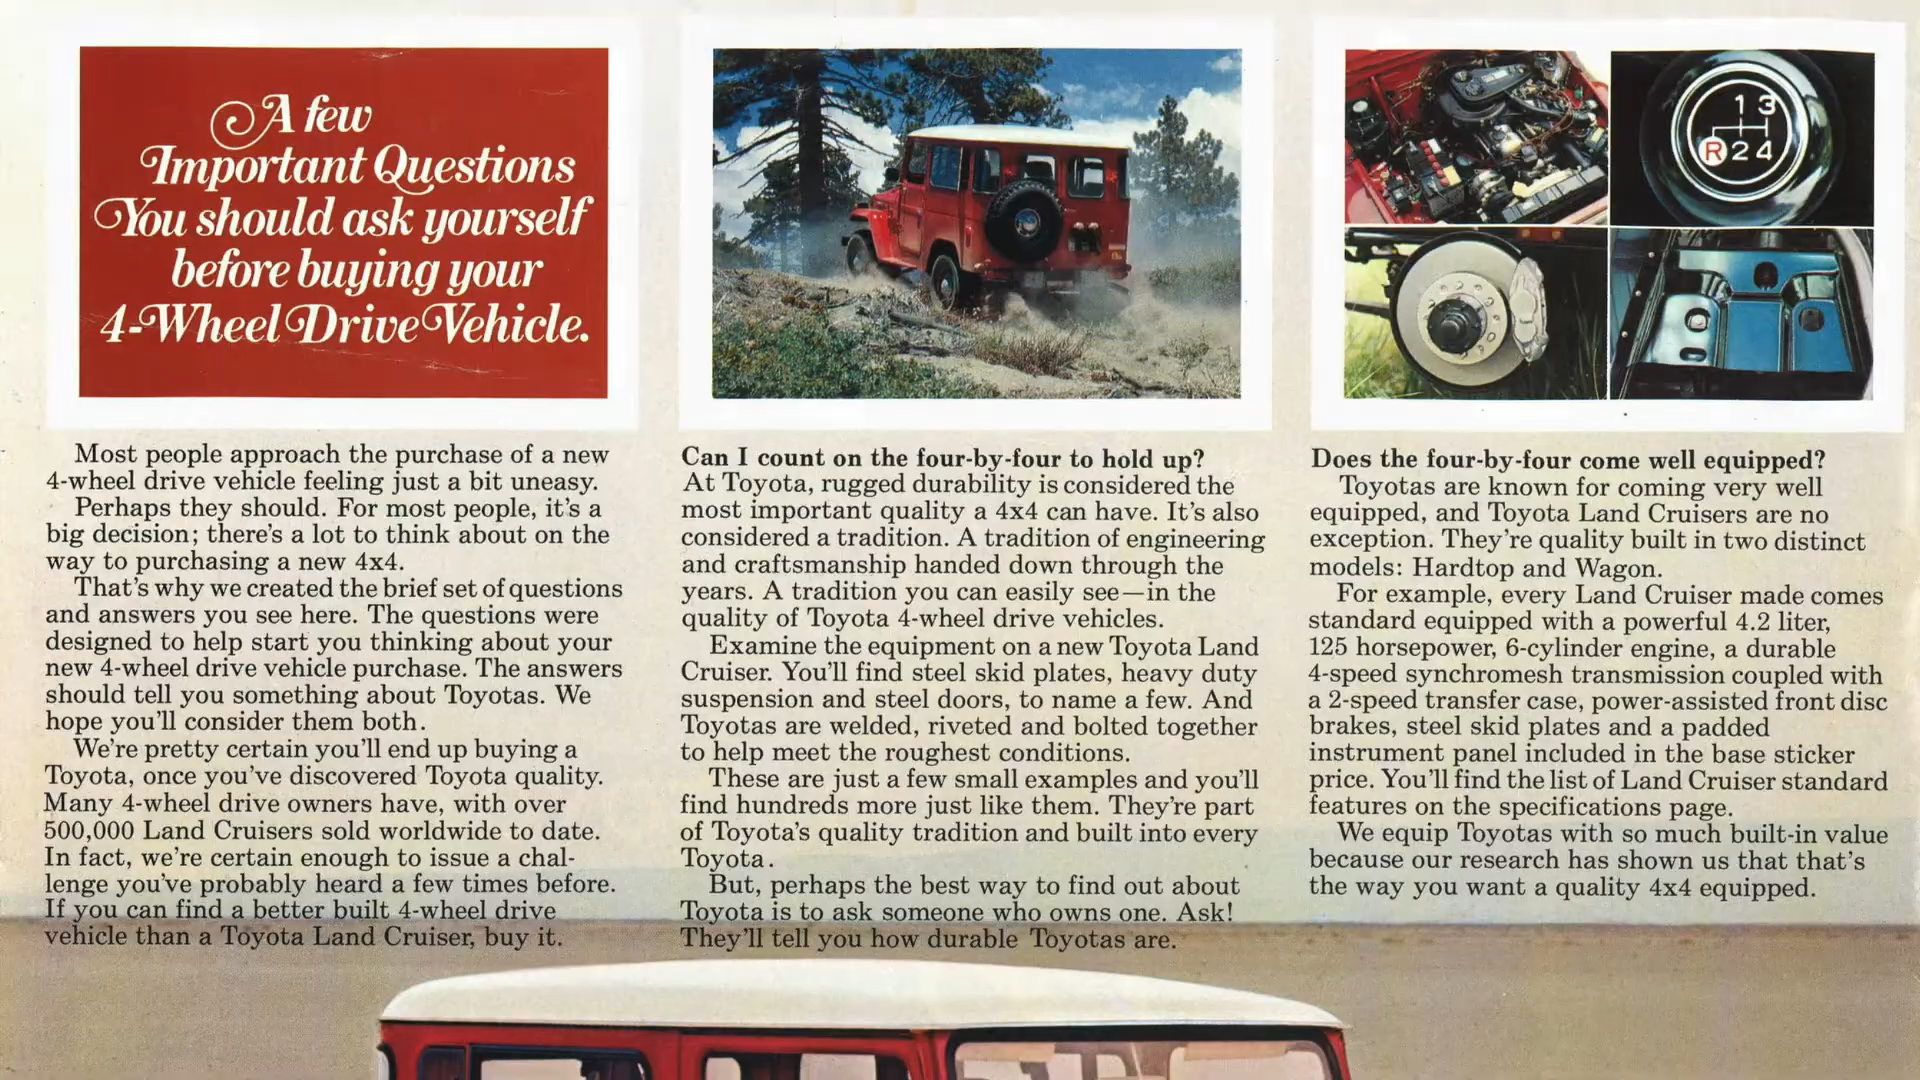 A few
Important Questions
You should ask yourself
before buying your
4-Wheel Drive Vehicle.
Most people approach the purchase of a new
4-wheel drive vehicle feeling just a bit uneasy.
Perhaps they should. For most people, it's a
big decision; there's a lot to think about on the
way to purchasing a new 4x4.
That's why we created the brief set of questions
and answers you see here. The questions were
designed to help start you thinking about your
new 4-wheel drive vehicle purchase. The answers
should tell you something about Toyotas. We
hope you'll consider them both.
We're pretty certain you'll end up buying a
Toyota, once you've discovered Toyota quality.
Many 4-wheel drive owners have, with over
500,000 Land Cruisers sold worldwide to date.
In fact, we're certain enough to issue a chal-
lenge you've probably heard a few times before.
If you can find a better built 4-wheel drive
vehicle than a Toyota Land Cruiser, buy it.
Can I count on the four-by-four to hold up?
At Toyota, rugged durability is considered the
most important quality a 4x4 can have. It's also
considered a tradition. A tradition of engineering
and craftsmanship handed down through the
years. A tradition you can easily see—in the
quality of Toyota 4-wheel drive vehicles.
Examine the equipment on a new Toyota Land
Cruiser. You'll find steel skid plates, heavy duty
suspension and steel doors, to name a few. And
Toyotas are welded, riveted and bolted together
to help meet the roughest conditions.
These are just a few small examples and you'll
find hundreds more just like them. They're part
of Toyota's quality tradition and built into every
Toyota.
But, perhaps the best way to find out about
Toyota is to ask someone who owns one. Ask!
They'll tell you how durable Toyotas are.
1 3
R 2 4
Does the four-by-four come well equipped?
Toyotas are known for coming very well
equipped, and Toyota Land Cruisers are no
exception. They're quality built in two distinct
models: Hardtop and Wagon.
For example, every Land Cruiser made comes
standard equipped with a powerful 4.2 liter,
125 horsepower, 6-cylinder engine, a durable
4-speed synchromesh transmission coupled with
a 2-speed transfer case, power-assisted front disc
brakes, steel skid plates and a padded
instrument panel included in the base sticker
price. You'll find the list of Land Cruiser standard
features on the specifications page.
We equip Toyotas with so much built-in value
because our research has shown us that that's
the way you want a quality 4x4 equipped.